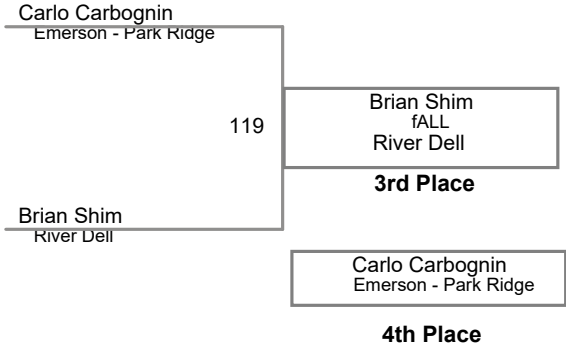 Carlo Carbognin
Emerson - Park Ridge
119
Brian Shim
fALL
River Dell
3rd Place
Brian Shim
River Dell
Carlo Carbognin
Emerson - Park Ridge
4th Place